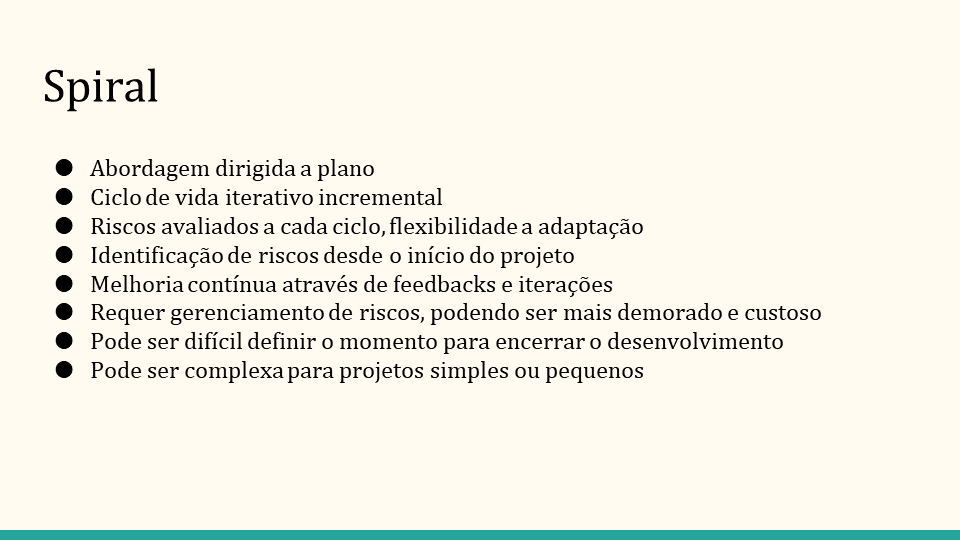 Spiral
● Abordagem dirigida a plano
● Ciclo de vida iterativo incremental
● Riscos avaliados a cada ciclo, flexibilidade a adaptação
● Identificação de riscos desde o início do projeto
● Melhoria contínua através de feedbacks e iterações
● Requer gerenciamento de riscos, podendo ser mais demorado e custoso
● Pode ser difícil definir o momento para encerrar o desenvolvimento
● Pode ser complexa para projetos simples ou pequenos